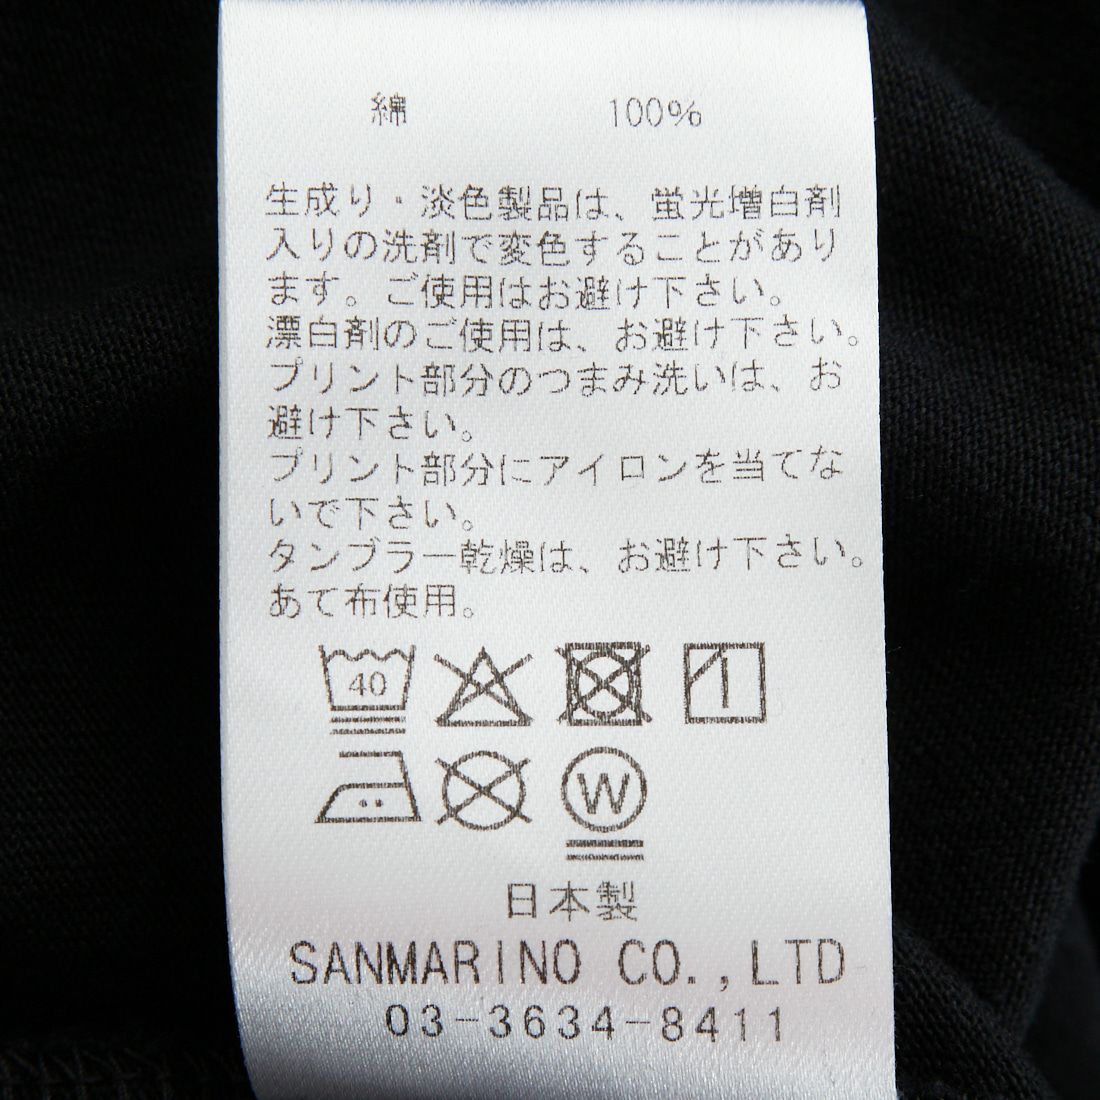 綿 100%
生成り・淡色製品は、蛍光増白剤
入りの洗剤で変色することがあり
ます。ご使用はお避け下さい。
漂白剤のご使用は、お避け下さい。
プリント部分のつまみ洗いは、お
避け下さい。
プリント部分にアイロンを当てな
いで下さい。
タンブラー乾燥は、お避け下さい。
あて布使用。
40
W
日本製
SANMARINO CO.,LTD
03-3634-8411